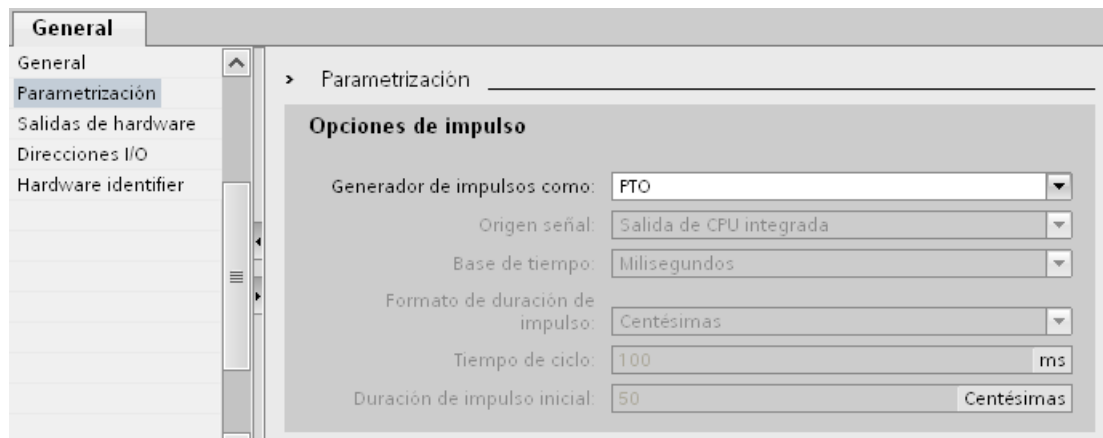 General
General
Parametrización
Salidas de hardware
Direcciones I/O
Hardware identifier
Parametrización
Opciones de impulso
Generador de impulsos como: PTO
Origen señal: Salida de CPU integrada
Base de tiempo: Milisegundos
Formato de duración de
impulso: Centésimas
Tiempo de ciclo: 100 ms
Duración de impulso inicial: 50 Centésimas